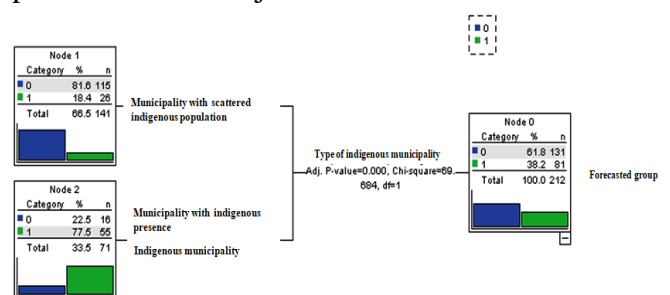 0
1
Node 1
Category % n
0 81.6 115
1 18.4 26
Total 66.5 141
Municipality with scattered
indigenous population
Node 2
Category % n
0 22.5 16
1 77.5 55
Total 33.5 71
Municipality with indigenous
presence
Indigenous municipality
Type of indigenous municipality
Adj. P-value=0.000, Chi-square=69.
684, df=1
Node 0
Category % n
0 61.8 131
1 38.2 81
Total 100.0 212
Forecasted group